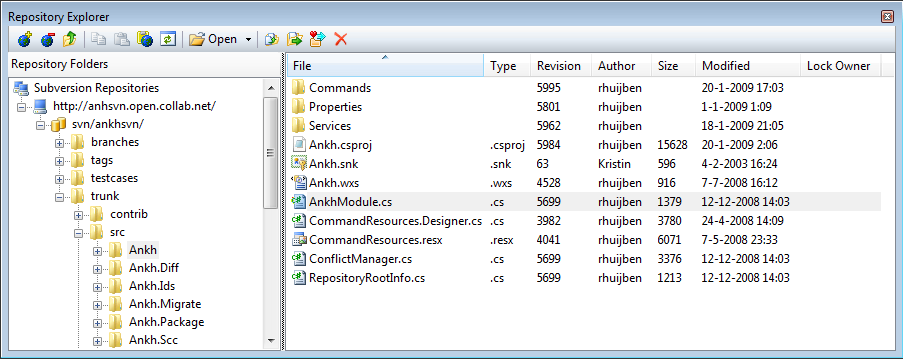 Repository Explorer
Open
Repository Folders
Subversion Repositories
http://anhsvn.open.collab.net/
svn/ankhsvn/
branches
tags
testcases
trunk
contrib
src
Ankh
Ankh.Diff
Ankh.Ids
Ankh.Migrate
Ankh.Package
Ankh.Scc
File Type Revision Author Size Modified Lock Owner
Commands 5995 rhuijben 20-1-2009 17:03
Properties 5801 rhuijben 1-1-2009 1:09
Services 5962 rhuijben 18-1-2009 21:05
Ankh.csproj .csproj 5984 rhuijben 15628 20-1-2009 2:06
Ankh.snk .snk 63 Kristin 596 4-2-2003 16:24
Ankh.wxs .wxs 4528 rhuijben 916 7-7-2008 16:12
AnkhModule.cs .cs 5699 rhuijben 1379 12-12-2008 14:03
CommandResources.Designer.cs .cs 3982 rhuijben 3780 24-4-2008 14:09
CommandResources.resx .resx 4041 rhuijben 6071 7-5-2008 23:33
ConflictManager.cs .cs 5699 rhuijben 3376 12-12-2008 14:03
RepositoryRootInfo.cs .cs 5699 rhuijben 1213 12-12-2008 14:03